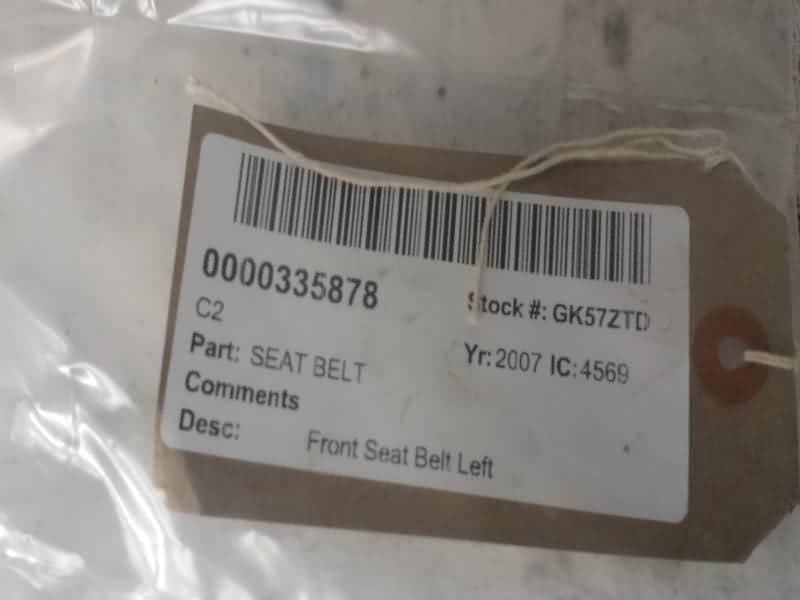 0000335878
Stock #: GK57ZTD
C2
Part: SEAT BELT
Yr: 2007 IC: 4569
Comments
Desc: Front Seat Belt Left